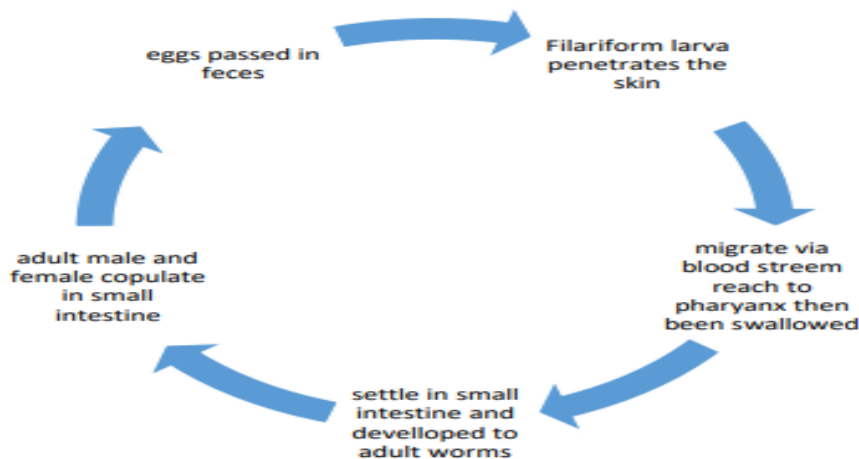 eggs passed in
feces
Filariform larva
penetrates the
skin
migrate via
blood streem
reach to
pharyanx then
been swallowed
settle in small
intestine and
develloped to
adult worms
adult male and
female copulate
in small
intestine